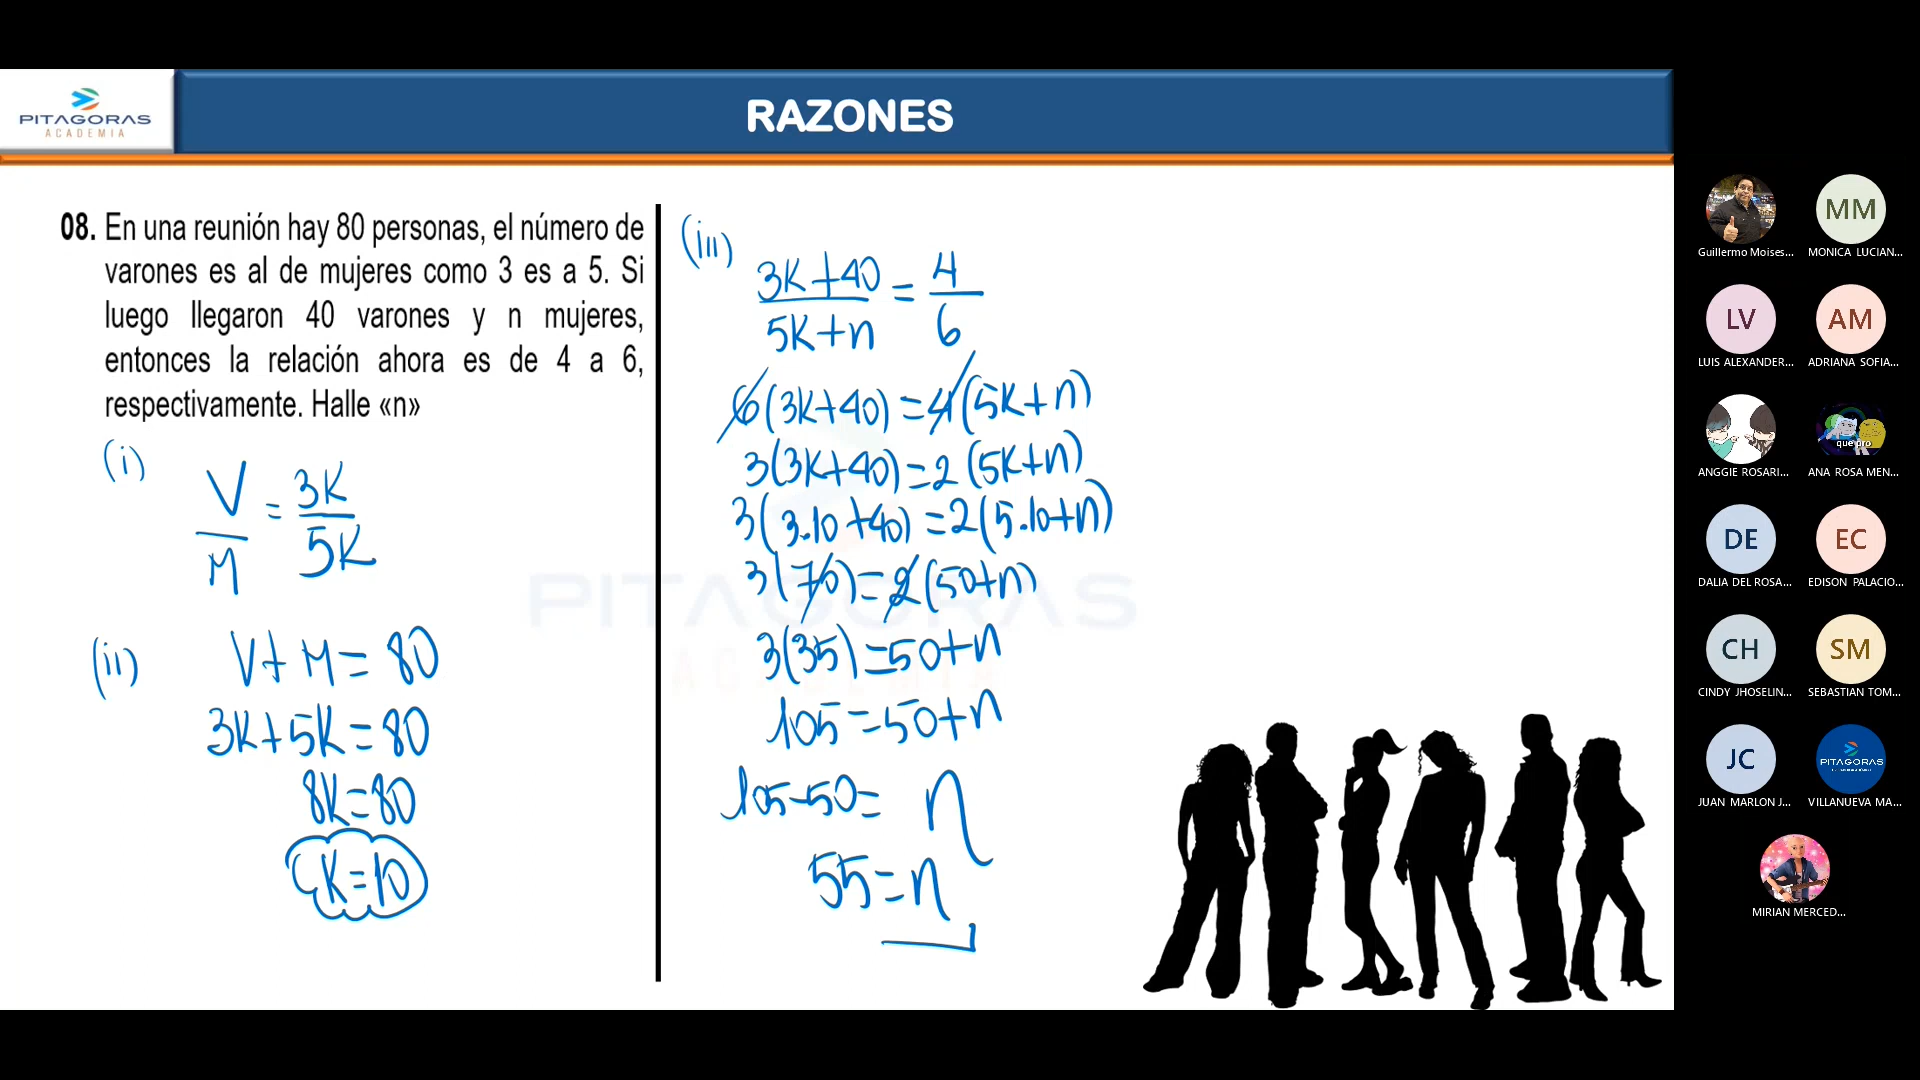 PITAGORAS
ACADEMIA
RAZONES
08. En una reunión hay 80 personas, el número de
varones es al de mujeres como 3 es a 5. Si
luego llegaron 40 varones y n mujeres,
entonces la relación ahora es de 4 a 6,
respectivamente. Halle «n»
(i)
V/M = 3K/5K
(ii)
V+M=80
3K+5K=80
8K=80
K=10
(iii)
3K+40/5K+n = 4/6
6(3K+40)=4(5K+n)
3(3K+40)=2(5K+n)
3(3.10+40)=2(5.10+n)
3(70)=2(50+n)
3(35)=50+n
105=50+n
105-50=n
55=n
PITAGORAS
ACADEMIA
Guillermo Moises...
MM
MONICA LUCIAN...
LV
LUIS ALEXANDER...
AM
ADRIANA SOFIA...
ANGGIE ROSARI...
que pro
ANA ROSA MEN...
DE
DALIA DEL ROSA...
EC
EDISON PALACIO...
CH
CINDY JHOSELIN...
SM
SEBASTIAN TOM...
JC
JUAN MARLON J...
PITAGORAS
VILLANUEVA MA...
MIRIAN MERCED...